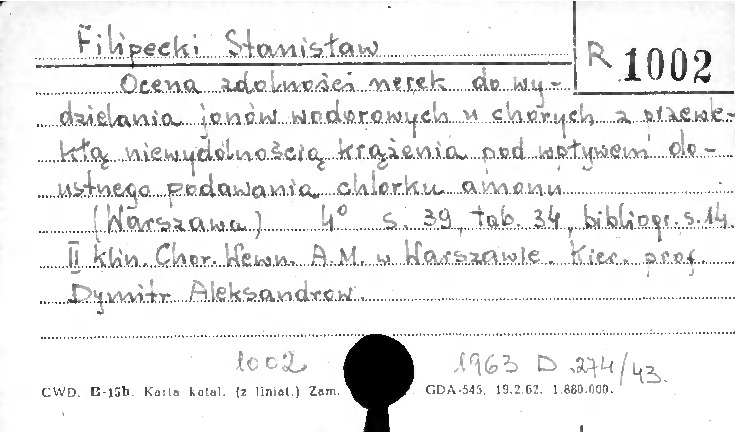 Filipecki Stanisław
R 1002
Ocena zdolności nerek do wy-
dzielania jonów wodorowych u chorych z przewle-
kłą niewydolnością krążenia pod wpływem do-
ustnego podawania chlorku amonu
(Warszawa) 4° s. 39, tab. 34, bibliogr. s. 14.
II Klin. Chor. Wewn. A.M. w Warszawie. Kier. prof.
Dymitr Aleksandrow.
1002 1963 D 274/43.
CWD. B-15b. Karta katal. (z liniat.) Zam. GDA-545. 19.2.62. 1.880.000.